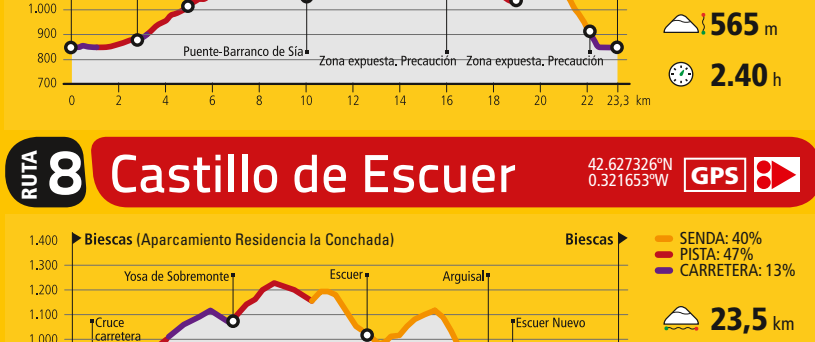 1.000
900
800
700
Puente-Barranco de Sía
Zona expuesta. Precaución
Zona expuesta. Precaución
0 2 4 6 8 10 12 14 16 18 20 22 23,3 km
565 m
2.40 h
RUTA 8 Castillo de Escuer
42.627326ºN
0.321653ºW
GPS
1.400
1.300
1.200
1.100
1.000
Biescas (Aparcamiento Residencia la Conchada)
Biescas
Yosa de Sobremonte
Escuer
Arguisal
Cruce
carretera
Escuer Nuevo
SENDA: 40%
PISTA: 47%
CARRETERA: 13%
23,5 km